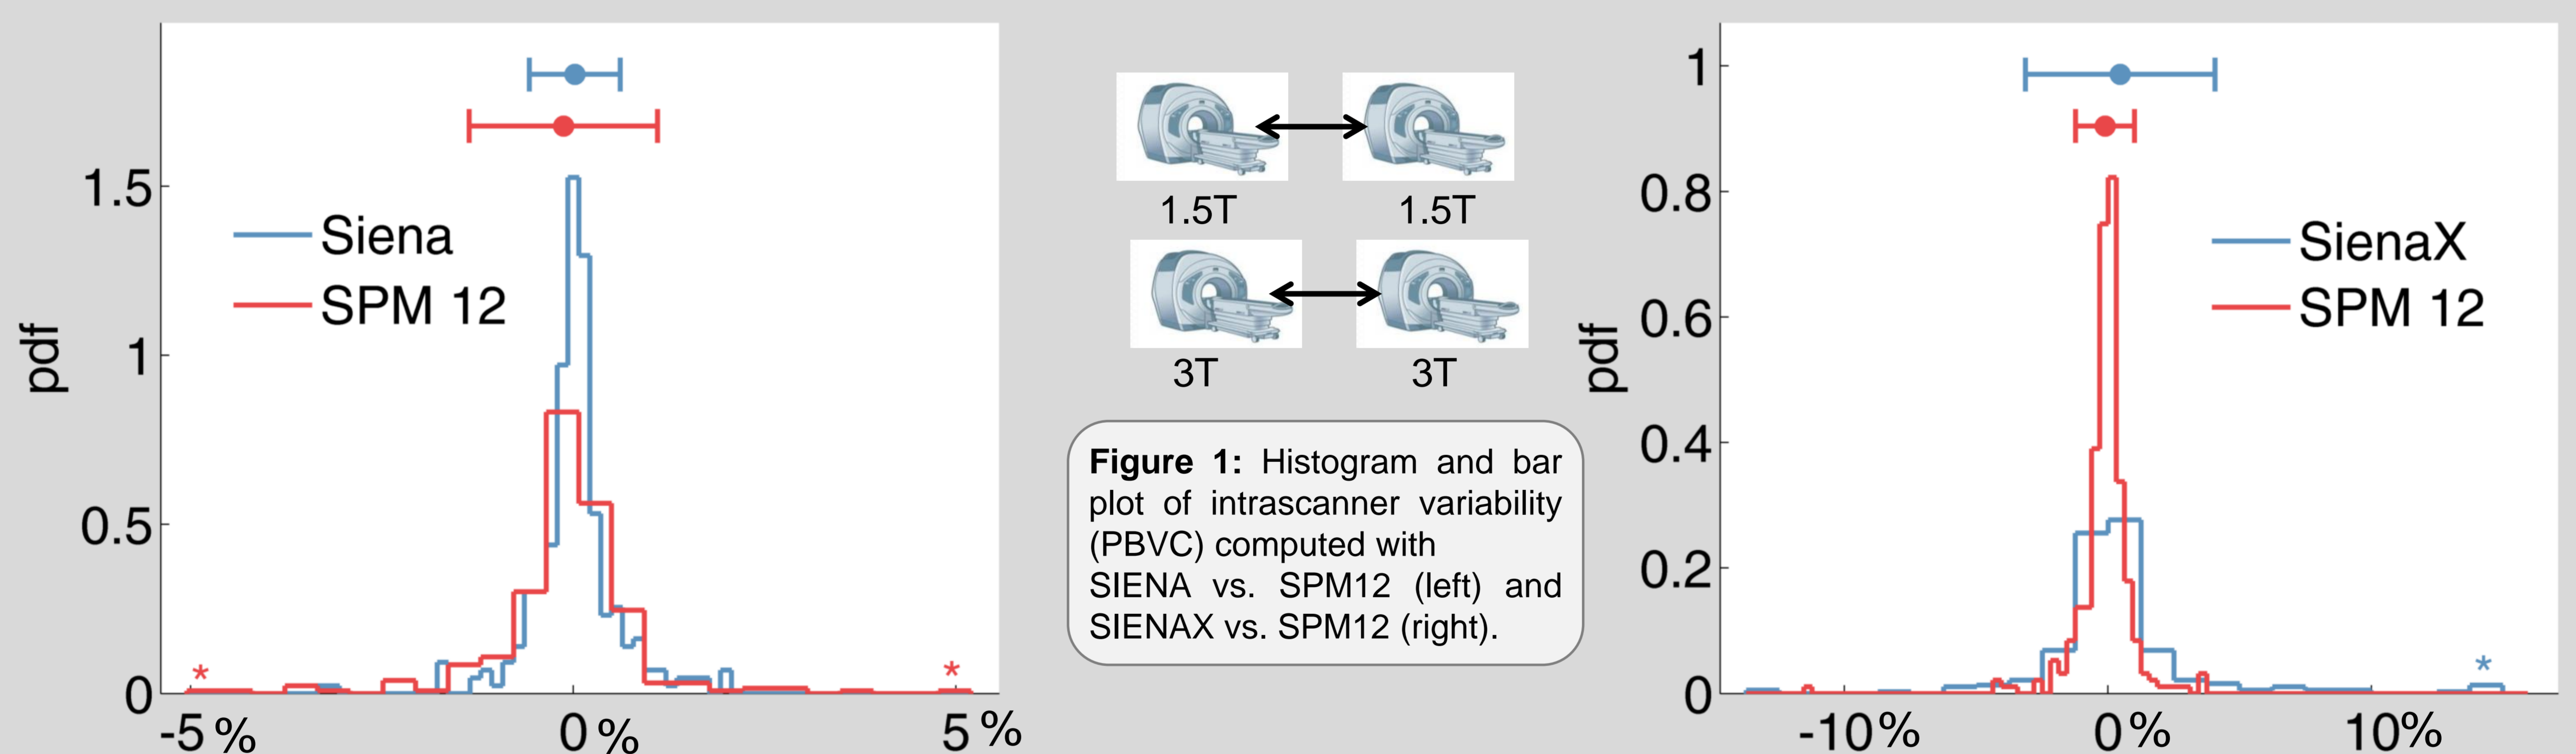 1.5
1
0.5
0
-5 %
0 %
5 %
pdf
Siena
SPM 12
*
*
1.5T
1.5T
3T
3T
Figure 1: Histogram and bar
plot of intrascanner variability
(PBVC) computed with
SIENA vs. SPM12 (left) and
SIENAX vs. SPM12 (right).
1
0.8
0.6
0.4
0.2
0
-10%
0%
10%
pdf
SienaX
SPM 12
*